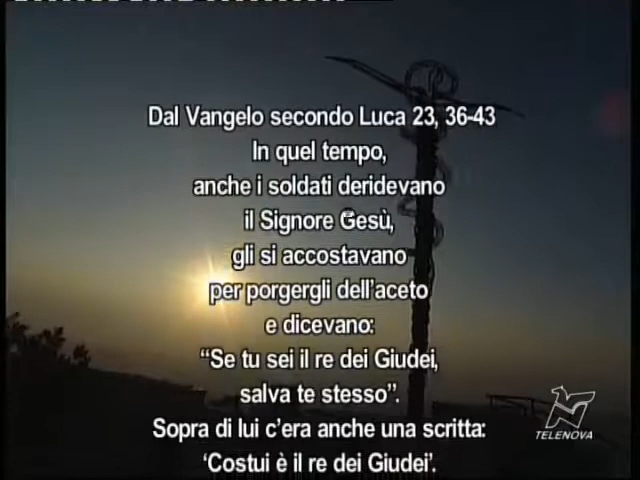 Dal Vangelo secondo Luca 23, 36-43
In quel tempo,
anche i soldati deridevano
il Signore Gesù,
gli si accostavano
per porgergli dell'aceto
e dicevano:
“Se tu sei il re dei Giudei,
salva te stesso”.
Sopra di lui c'era anche una scritta:
‘Costui è il re dei Giudei’.
TELENOVA